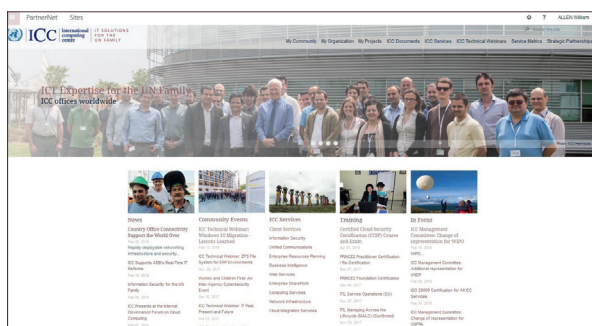 PartnerNet Sites
? ALLEN William
ICC international computing centre
IT SOLUTIONS FOR THE UN FAMILY
My Community My Organization My Projects ICC Documents ICC Services ICC Technical Webinars Service Metrics Strategic Partnerships
ICT Expertise for the UN Family
ICC offices worldwide
News
Country Office Connectivity
Support the World Over
Rapidly deployable networking
infrastructure and security...
ICC Supports ASB's Real-Time IT
Reforms
Information Security for the UN
Family
ICC Presents at the Internet
Governance Forum on Cloud
Computing
Community Events
ICC Technical Webinar:
Windows 10 Migration-
Lessons Learned
ICC Technical Webinar: ZFS File
System for ERP Environments
Women and Children First: An
Inter-Agency Cybersecurity
Event
ICC Technical Webinar: IT Past,
Present and Future
ICC Services
Client Services
Information Security
Unified Communications
Enterprise Resources Planning
Business Intelligence
Web Services
Enterprise SharePoint
Computing Services
Network Infrastructure
Cloud Integration Services
Training
Certified Cloud Security
Certification (CCSP) Course
and Exam
PRINCE2 Practitioner Certification
/ Re-Certification
PRINCE2 Foundation Certification
ITIL Service Operations (SO)
ITIL Managing Across the
Lifecycle (MALC) (Confirmed)
In Focus
ICC Management
Committee: Change of
representation for WIPO
WIPO...
ICC Management Committee:
Additional representation for
UNDP
ISO 20000 Certification for All ICC
Services
ICC Management Committee:
Change of representation for